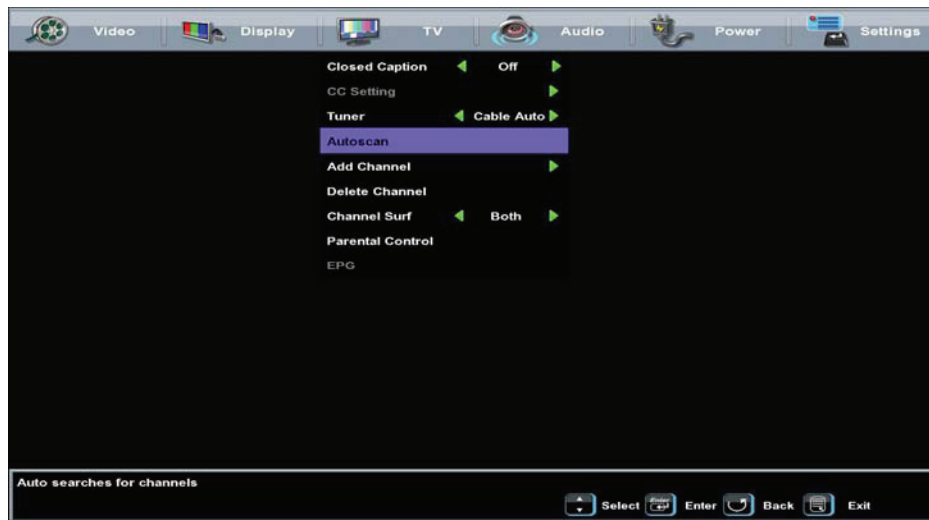 Video Display TV Audio Power Settings
Closed Caption Off
CC Setting
Tuner Cable Auto
Autoscan
Add Channel
Delete Channel
Channel Surf Both
Parental Control
EPG
Auto searches for channels
Select Enter Enter Back Exit